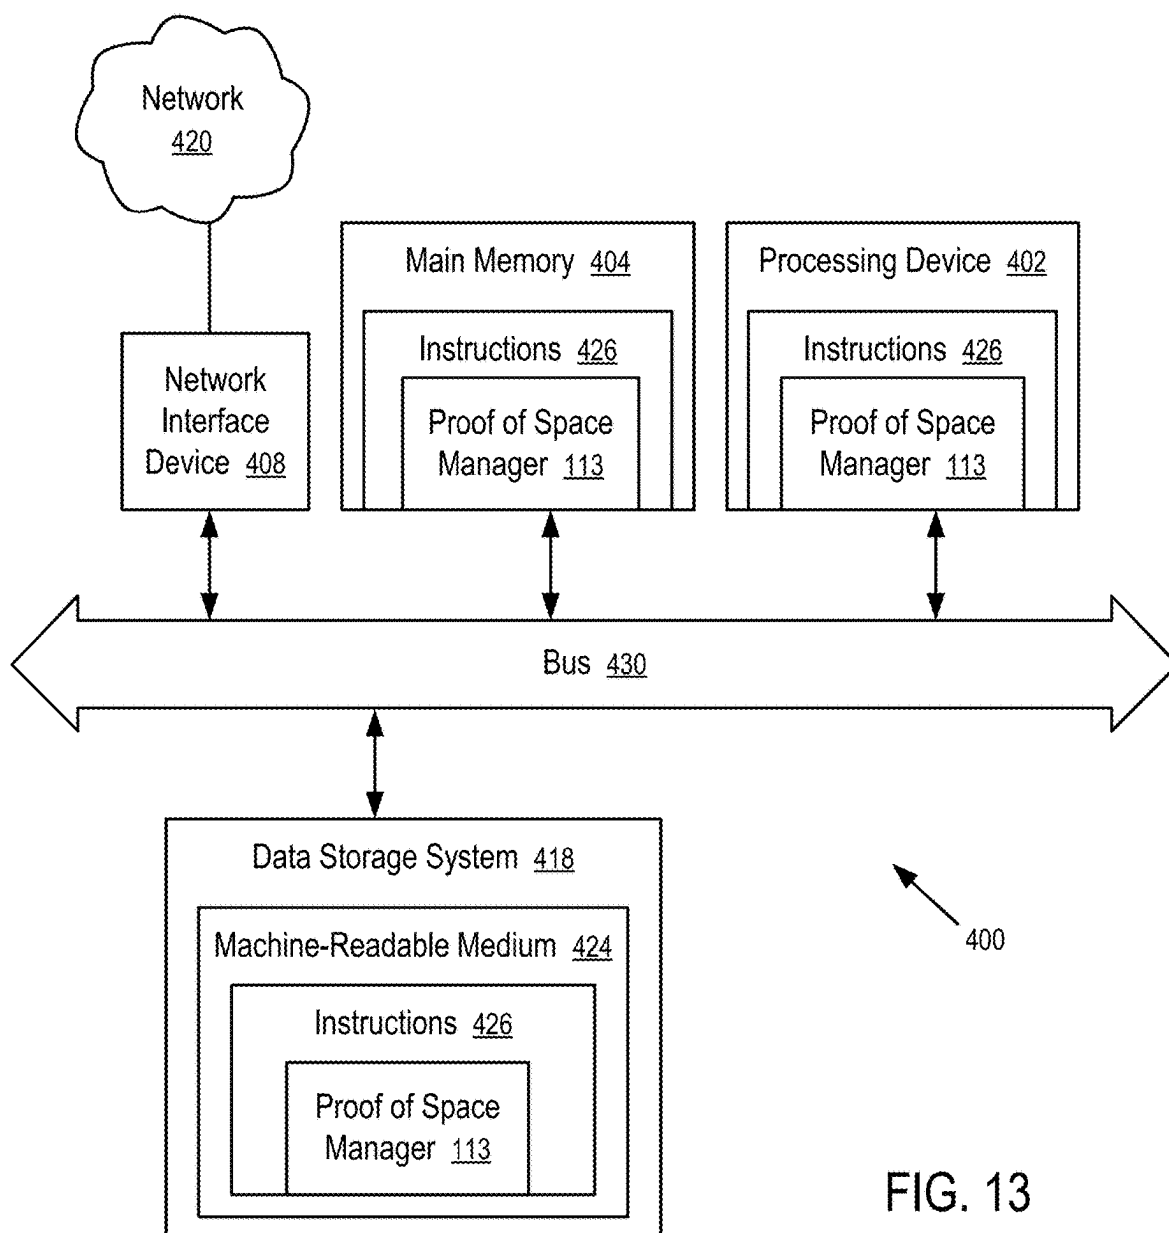 Network
420
Main Memory 404
Instructions 426
Proof of Space
Manager 113
Processing Device 402
Instructions 426
Proof of Space
Manager 113
Network
Interface
Device 408
Bus 430
Data Storage System 418
Machine-Readable Medium 424
Instructions 426
Proof of Space
Manager 113
400
FIG. 13